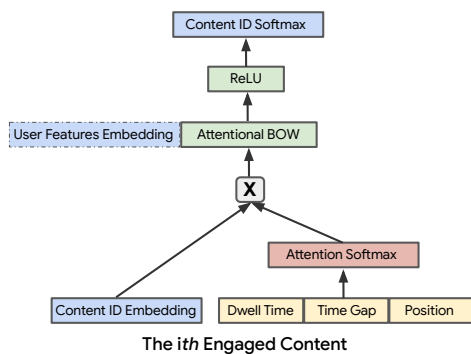 Content ID Softmax
ReLU
User Features Embedding Attentional BOW
X
Attention Softmax
Content ID Embedding Dwell Time Time Gap Position
The ith Engaged Content